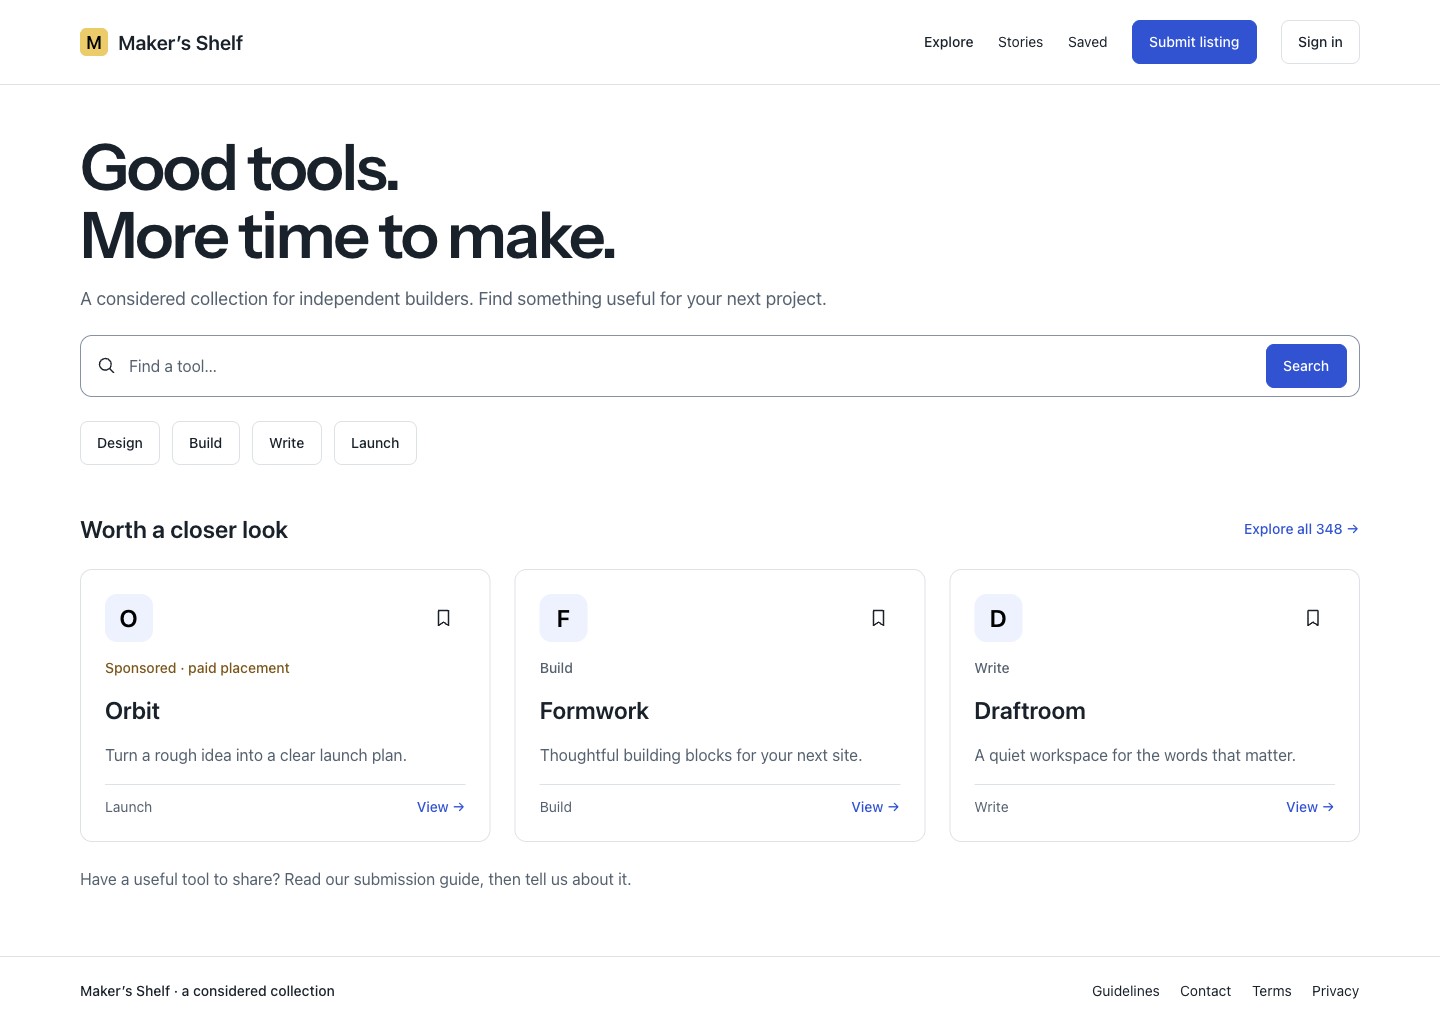 M Maker’s Shelf
Explore Stories Saved Submit listing Sign in
Good tools.
More time to make.
A considered collection for independent builders. Find something useful for your next project.
Find a tool...
Search
Design Build Write Launch
Worth a closer look
Explore all 348 →
O
Sponsored · paid placement
Orbit
Turn a rough idea into a clear launch plan.
Launch View →
F
Build
Formwork
Thoughtful building blocks for your next site.
Build View →
D
Write
Draftroom
A quiet workspace for the words that matter.
Write View →
Have a useful tool to share? Read our submission guide, then tell us about it.
Maker’s Shelf · a considered collection
Guidelines Contact Terms Privacy